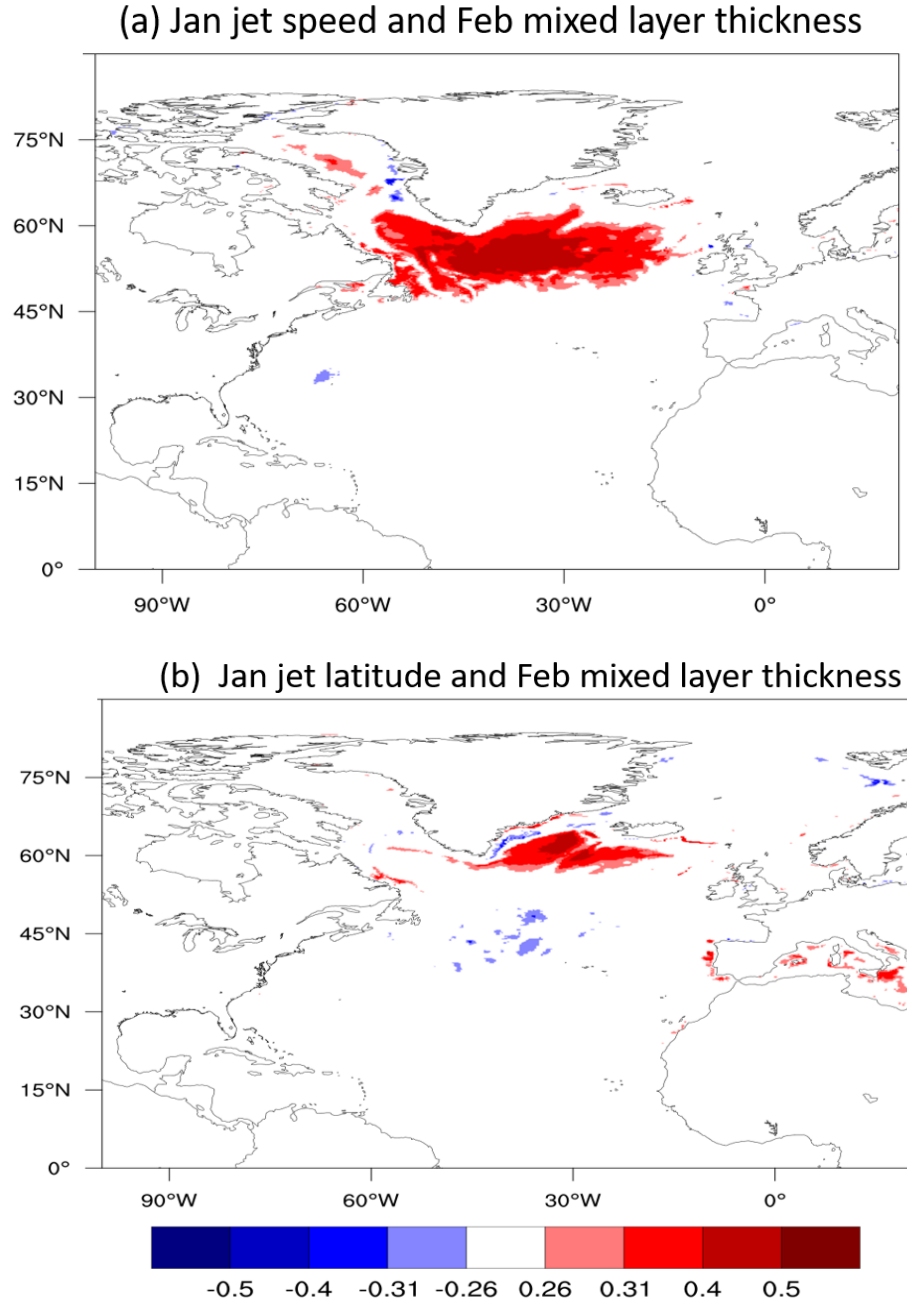 (a) Jan jet speed and Feb mixed layer thickness
75°N
60°N
45°N
30°N
15°N
0°
90°W 60°W 30°W 0°
(b) Jan jet latitude and Feb mixed layer thickness
75°N
60°N
45°N
30°N
15°N
0°
90°W 60°W 30°W 0°
-0.5 -0.4 -0.31 -0.26 0.26 0.31 0.4 0.5